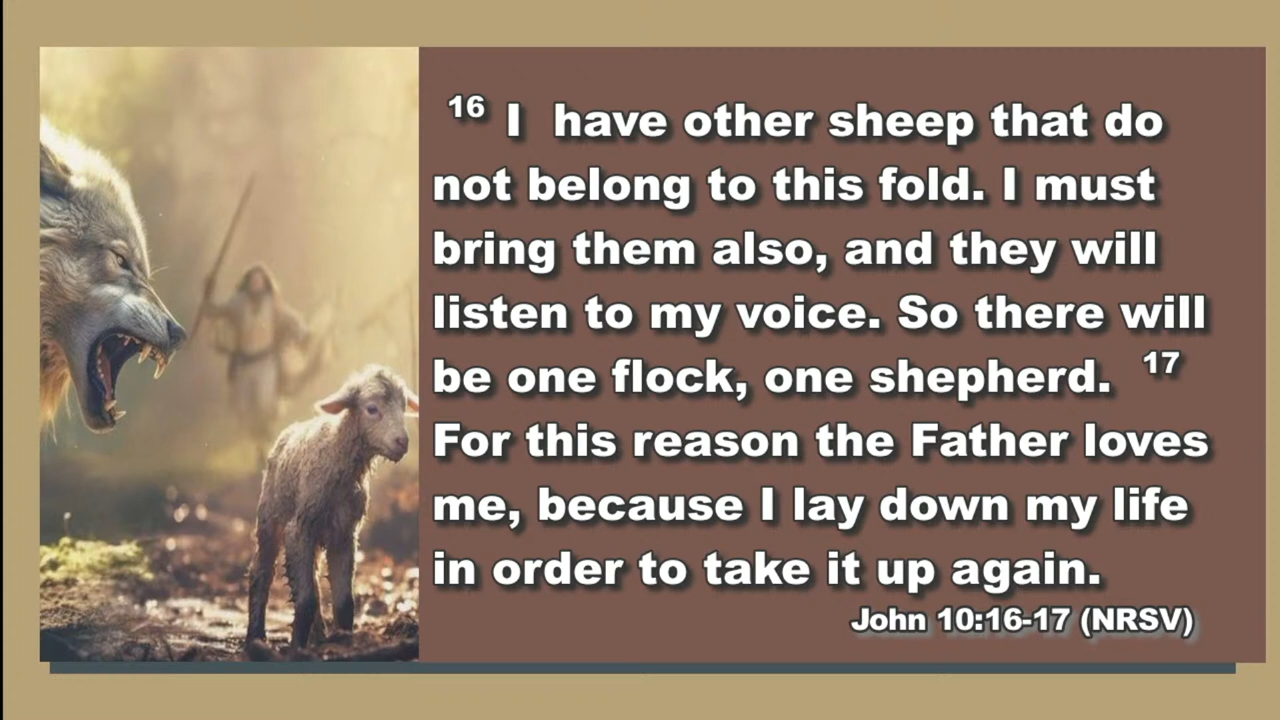 16 I have other sheep that do
not belong to this fold. I must
bring them also, and they will
listen to my voice. So there will
be one flock, one shepherd. 17
For this reason the Father loves
me, because I lay down my life
in order to take it up again.
John 10:16-17 (NRSV)